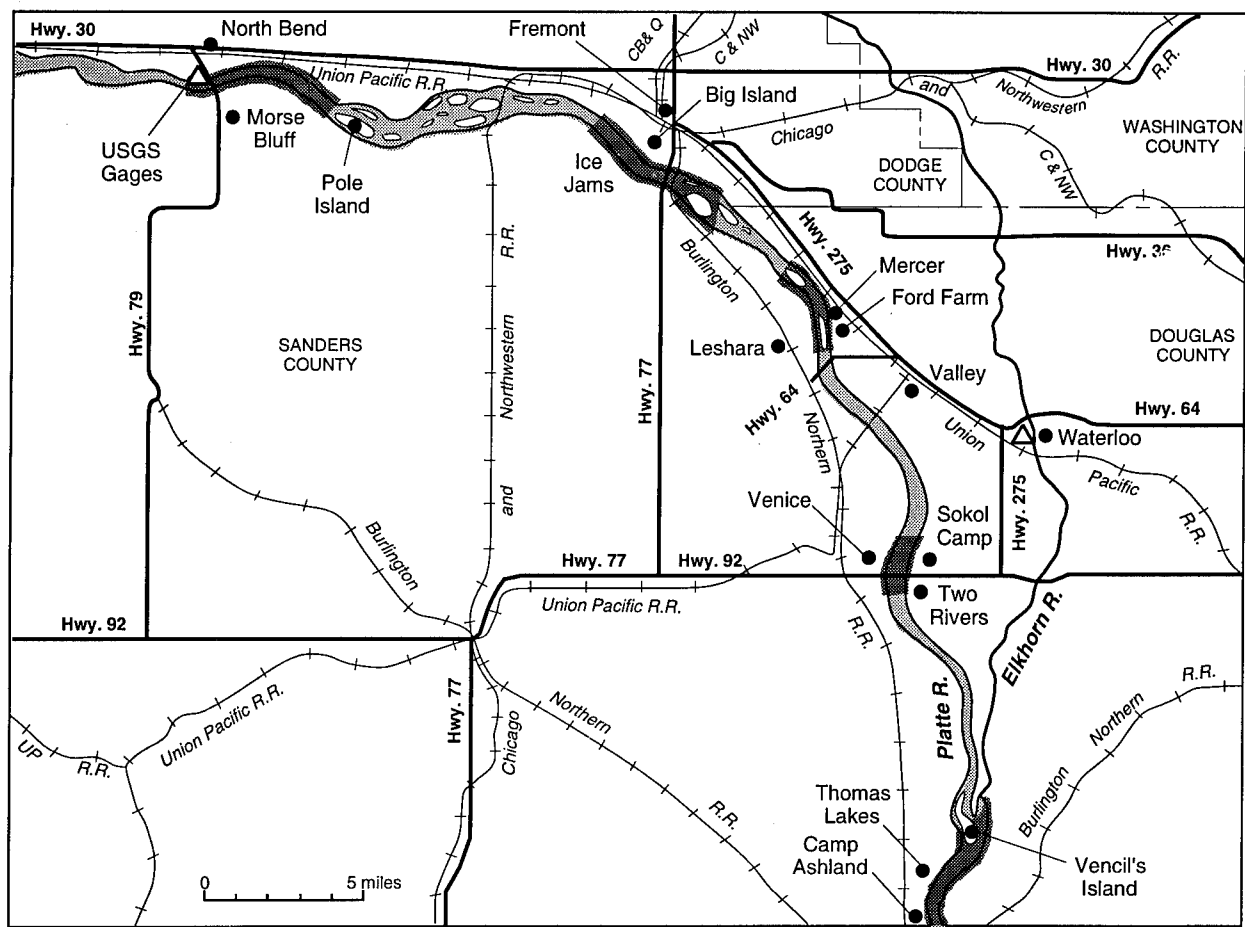 Hwy. 30
North Bend
Fremont
CB& Q
C & NW
Union Pacific R.R.
Hwy. 30
R.R.
and
Northwestern
Big Island
Morse
Bluff
Chicago
WASHINGTON
COUNTY
USGS
Gages
Pole
Island
Ice
Jams
DODGE
COUNTY
C & NW
R.R.
Burlington
Hwy. 275
Hwy. 36
Mercer
Ford Farm
Hwy. 79
SANDERS
COUNTY
Northwestern
Leshara
DOUGLAS
COUNTY
Hwy. 77
Valley
Hwy. 64
Hwy. 64
Northern
Union
Waterloo
Pacific
R.R.
and
Venice
Sokol
Camp
Hwy. 275
Burlington
Hwy. 77
Hwy. 92
Union Pacific R.R.
Two
Rivers
Hwy. 92
R.R.
Elkhorn R.
Platte R.
R.R.
Northern
Burlington
Union Pacific R.R.
UP
R.R.
Hwy. 77
Chicago
Northern
R.R.
Thomas
Lakes
Camp
Ashland
Vencil's
Island
0
5 miles